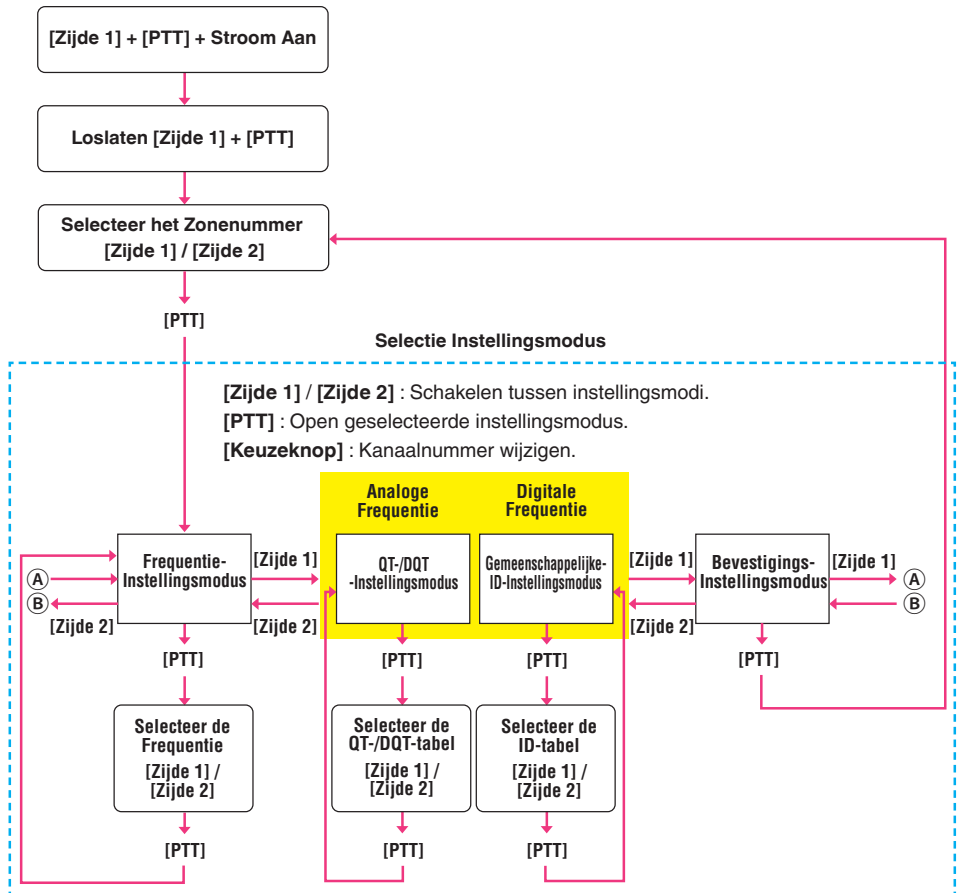 [Zijde 1] + [PTT] + Stroom Aan
Loslaten [Zijde 1] + [PTT]
Selecteer het Zonenummer
[Zijde 1] / [Zijde 2]
[PTT]
Selectie Instellingsmodus
[Zijde 1] / [Zijde 2] : Schakelen tussen instellingsmodi.
[PTT] : Open geselecteerde instellingsmodus.
[Keuzeknop] : Kanaalnummer wijzigen.
Analoge
Frequentie
Digitale
Frequentie
A
B
Frequentie-
Instellingsmodus
[Zijde 2]
[Zijde 1]
[Zijde 2]
QT-/DQT
-Instellingsmodus
Gemeenschappelijke-
ID-Instellingsmodus
[Zijde 1]
[Zijde 2]
Bevestigings-
Instellingsmodus
[Zijde 1]
A
B
[PTT]
[PTT]
[PTT]
[PTT]
Selecteer de
Frequentie
[Zijde 1] /
[Zijde 2]
Selecteer de
QT-/DQT-tabel
[Zijde 1] /
[Zijde 2]
Selecteer de
ID-tabel
[Zijde 1] /
[Zijde 2]
[PTT]
[PTT]
[PTT]